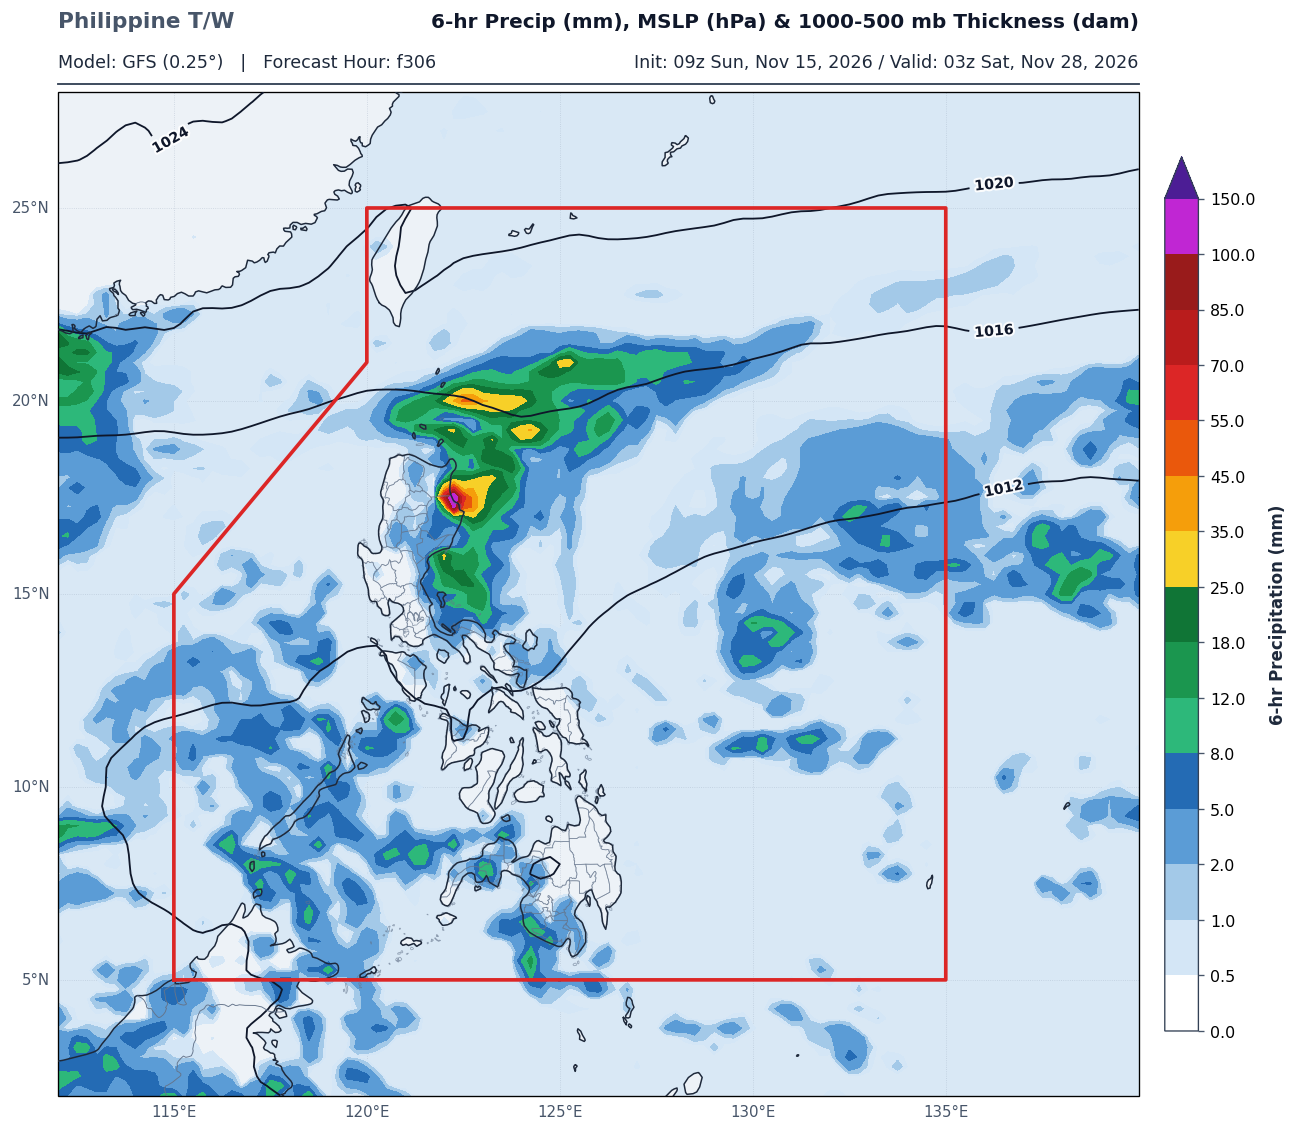 Philippine T/W
6-hr Precip (mm), MSLP (hPa) & 1000-500 mb Thickness (dam)
Model: GFS (0.25°) | Forecast Hour: f306
Init: 09z Sun, Nov 15, 2026 / Valid: 03z Sat, Nov 28, 2026
1024
1020
1016
1012
25°N
20°N
15°N
10°N
5°N
115°E
120°E
125°E
130°E
135°E
150.0
100.0
85.0
70.0
55.0
45.0
35.0
25.0
18.0
12.0
8.0
5.0
2.0
1.0
0.5
0.0
6-hr Precipitation (mm)